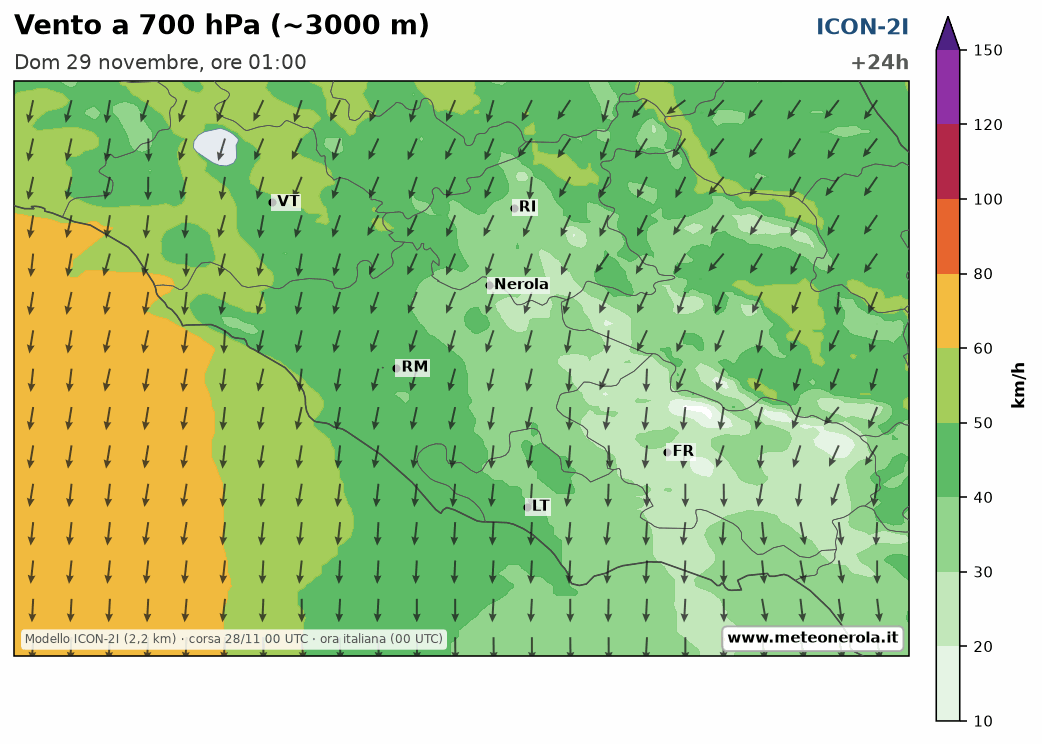 Vento a 700 hPa (~3000 m)
ICON-2I
Dom 29 novembre, ore 01:00
+24h
150
120
100
80
60
50
40
30
20
10
km/h
VT
RI
Nerola
RM
FR
LT
Modello ICON-2I (2,2 km) · corsa 28/11 00 UTC · ora italiana (00 UTC)
www.meteonerola.it